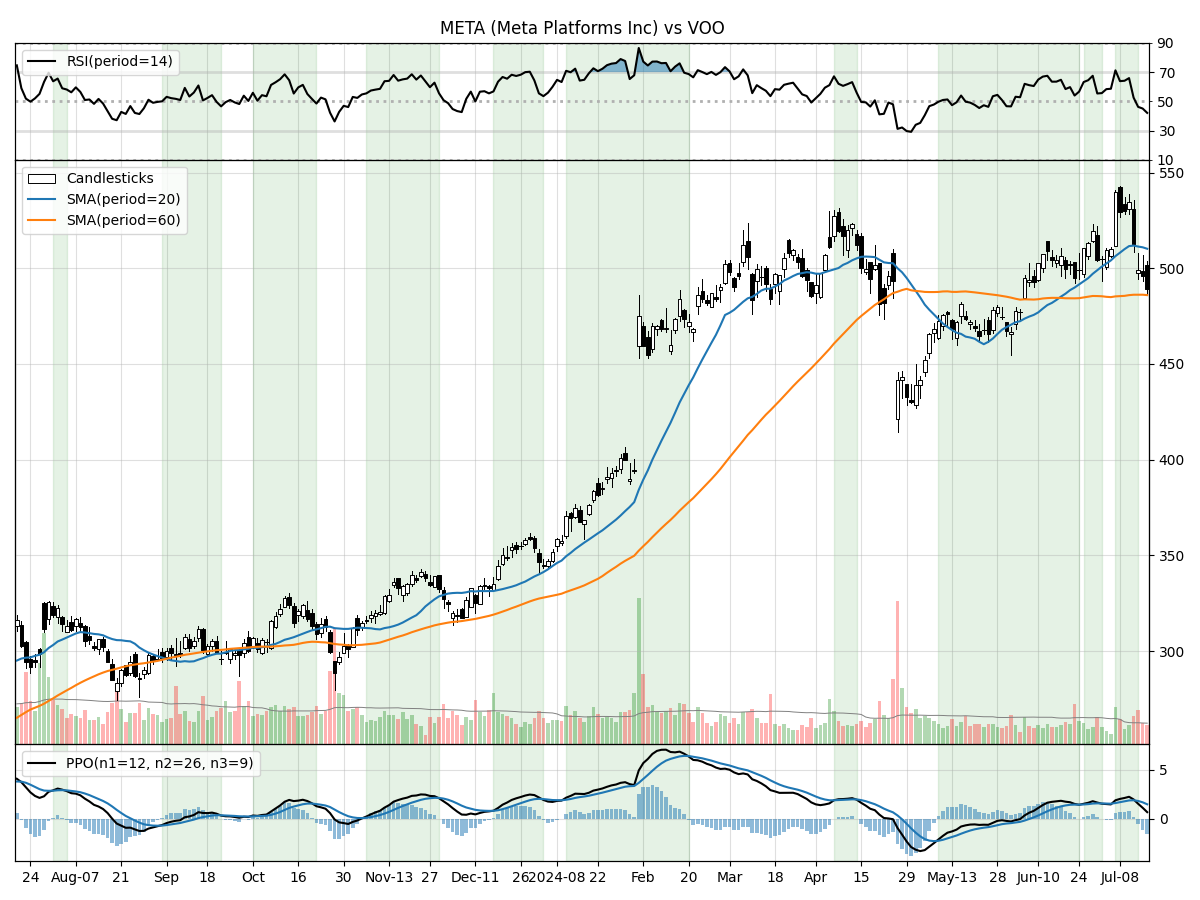 META (Meta Platforms Inc) vs VOO
RSI(period=14)
90
70
50
30
10
Candlesticks
SMA(period=20)
SMA(period=60)
550
500
450
400
350
300
PPO(n1=12, n2=26, n3=9)
5
0
24 Aug-07 21 Sep 18 Oct 16 30 Nov-13 27 Dec-11 26 2024-08 22 Feb 20 Mar 18 Apr 15 29 May-13 28 Jun-10 24 Jul-08